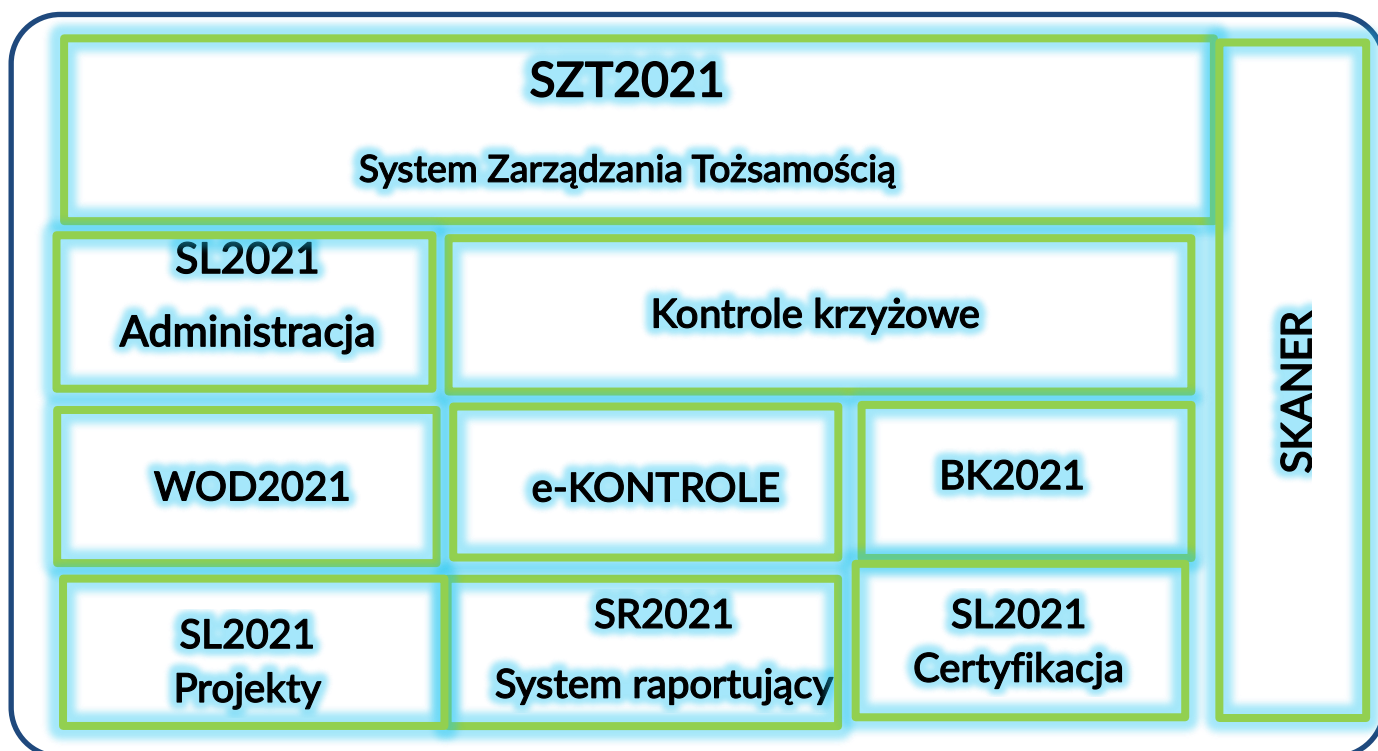 SZT2021
System Zarządzania Tożsamością
SL2021
Administracja
Kontrole krzyżowe
SKANER
WOD2021
e-KONTROLE
BK2021
SL2021
Projekty
SR2021
System raportujący
SL2021
Certyfikacja